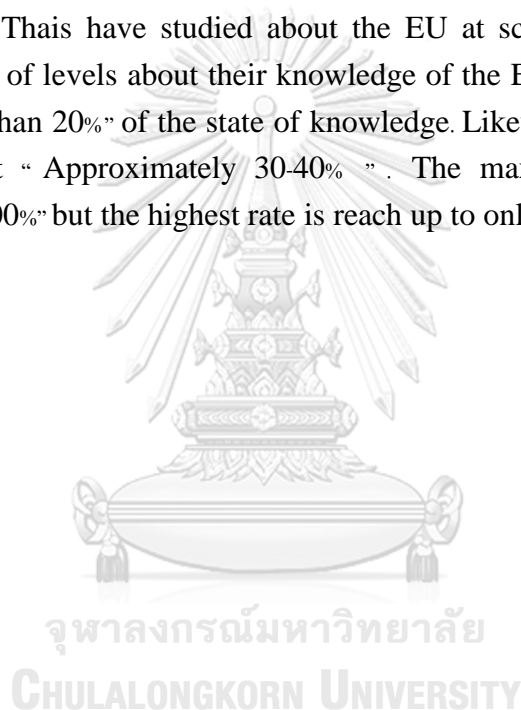 Thais have studied about the EU at sc
of levels about their knowledge of the E
han 20%” of the state of knowledge. Like
t “ Approximately 30-40% ” . The ma
00%” but the highest rate is reach up to onl
จุฬาลงกรณ์มหาวิทยาลัย
CHULALONGKORN UNIVERSITY